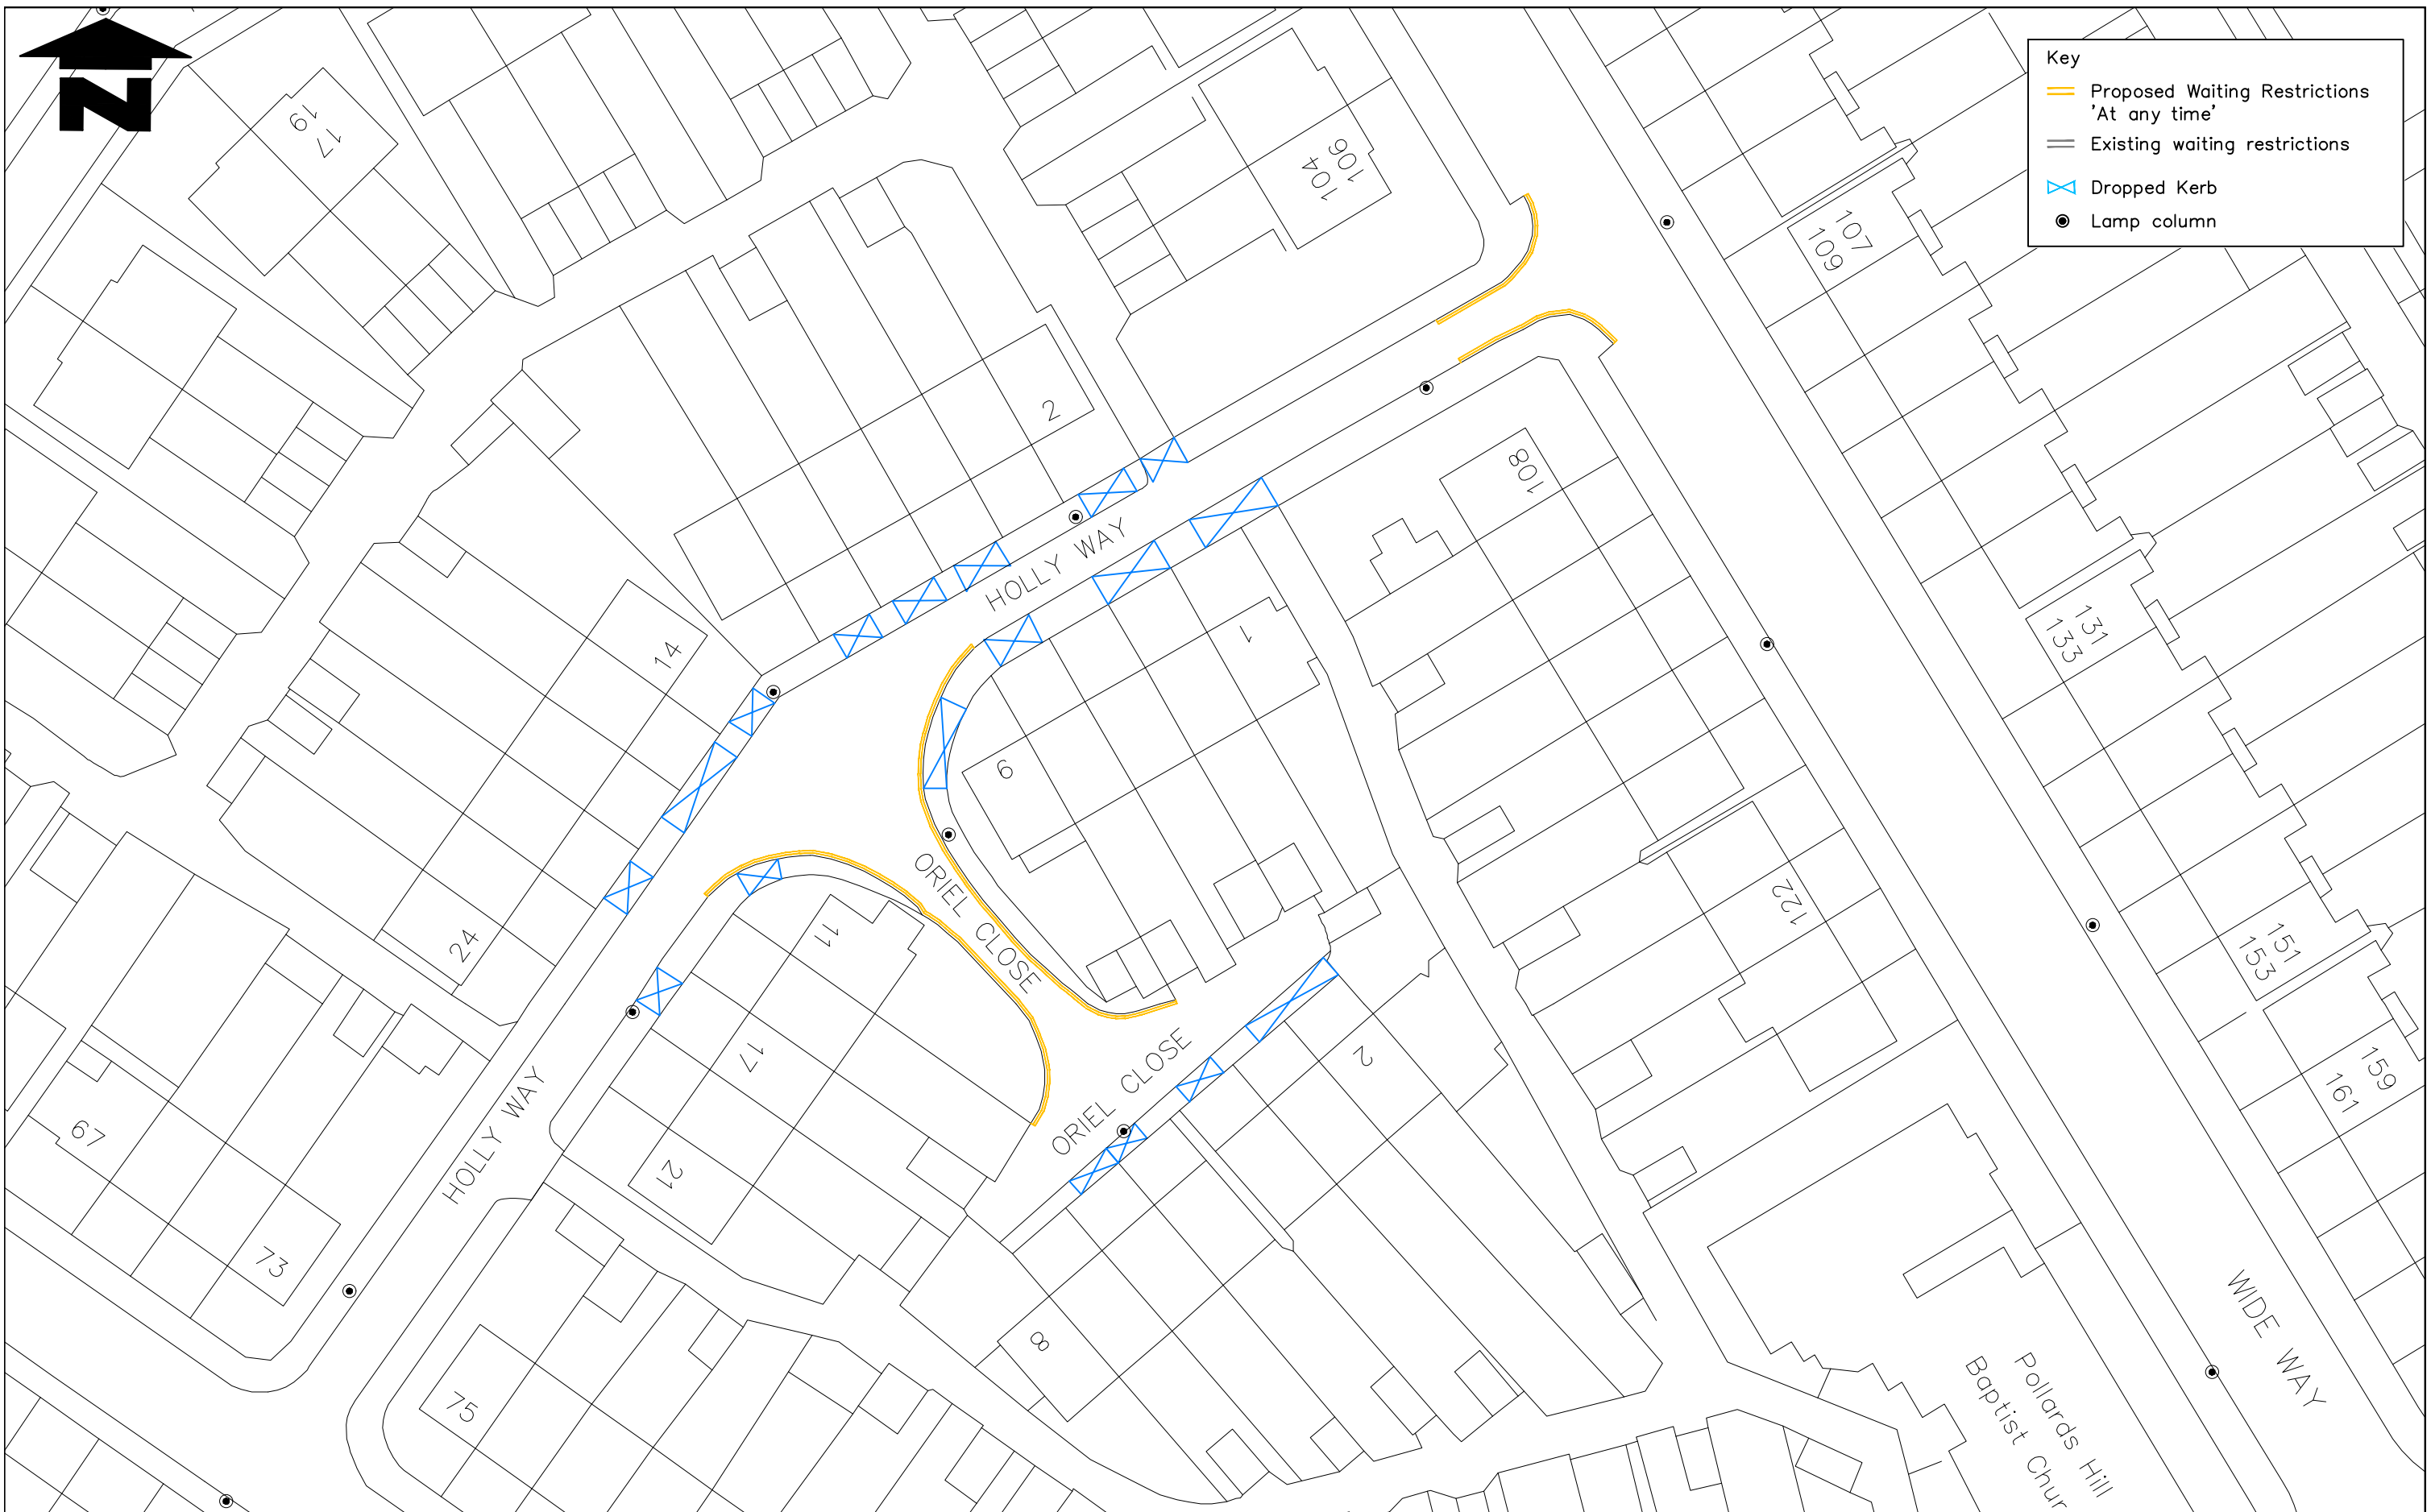 N
Key
Proposed Waiting Restrictions
'At any time'
Existing waiting restrictions
Dropped Kerb
Lamp column
19
17
106
104
107
109
2
108
14
HOLLY WAY
1
131
133
9
24
11
ORIEL CLOSE
122
151
153
17
2
ORIEL CLOSE
159
161
67
HOLLY WAY
21
73
8
75
WIDE WAY
Pollards Hill
Baptist Chur